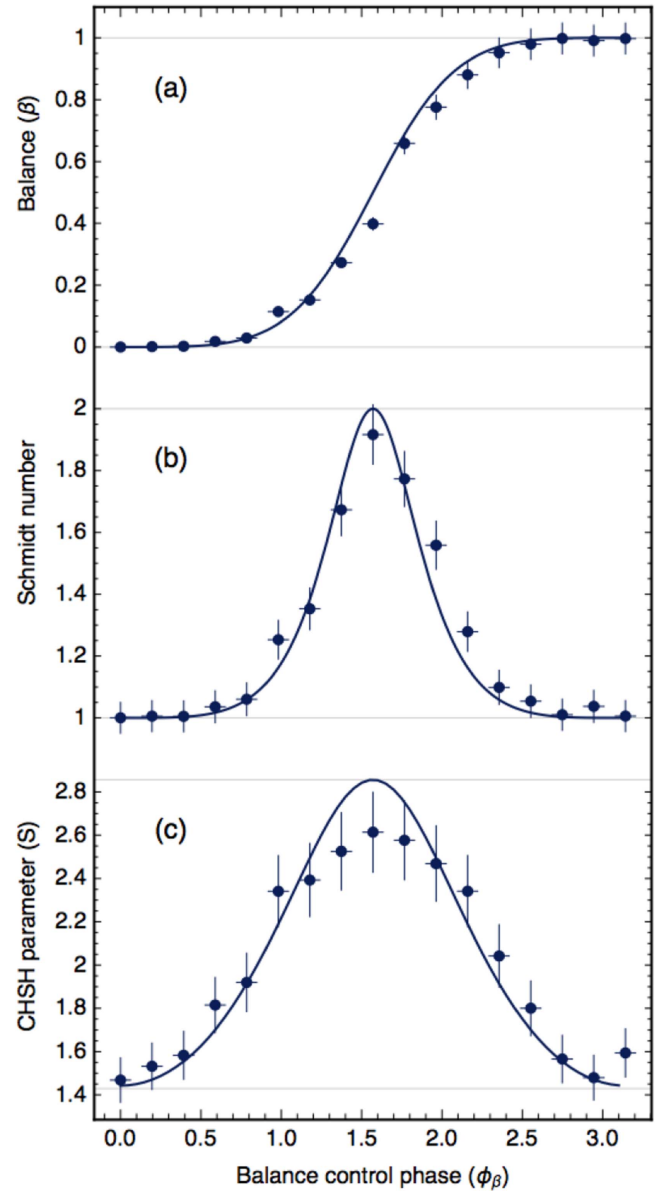 (a)
Balance (β)
1
0.8
0.6
0.4
0.2
0
(b)
Schmidt number
2
1.8
1.6
1.4
1.2
1
(c)
CHSH parameter (S)
2.8
2.6
2.4
2.2
2
1.8
1.6
1.4
0.0 0.5 1.0 1.5 2.0 2.5 3.0
Balance control phase (ϕβ)